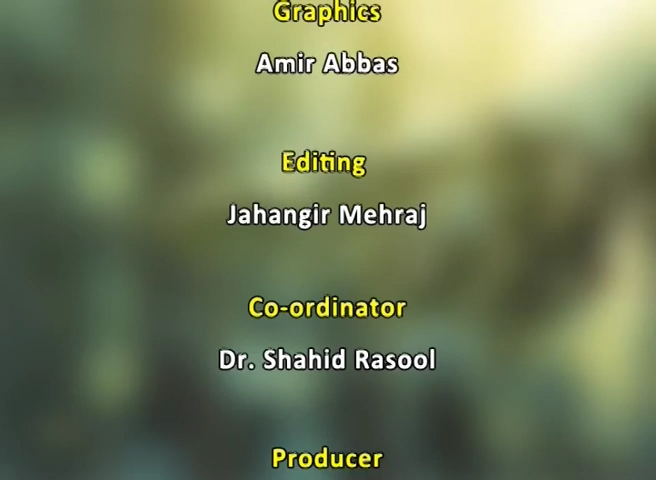 Graphics
Amir Abbas
Editing
Jahangir Mehraj
Co-ordinator
Dr. Shahid Rasool
Producer